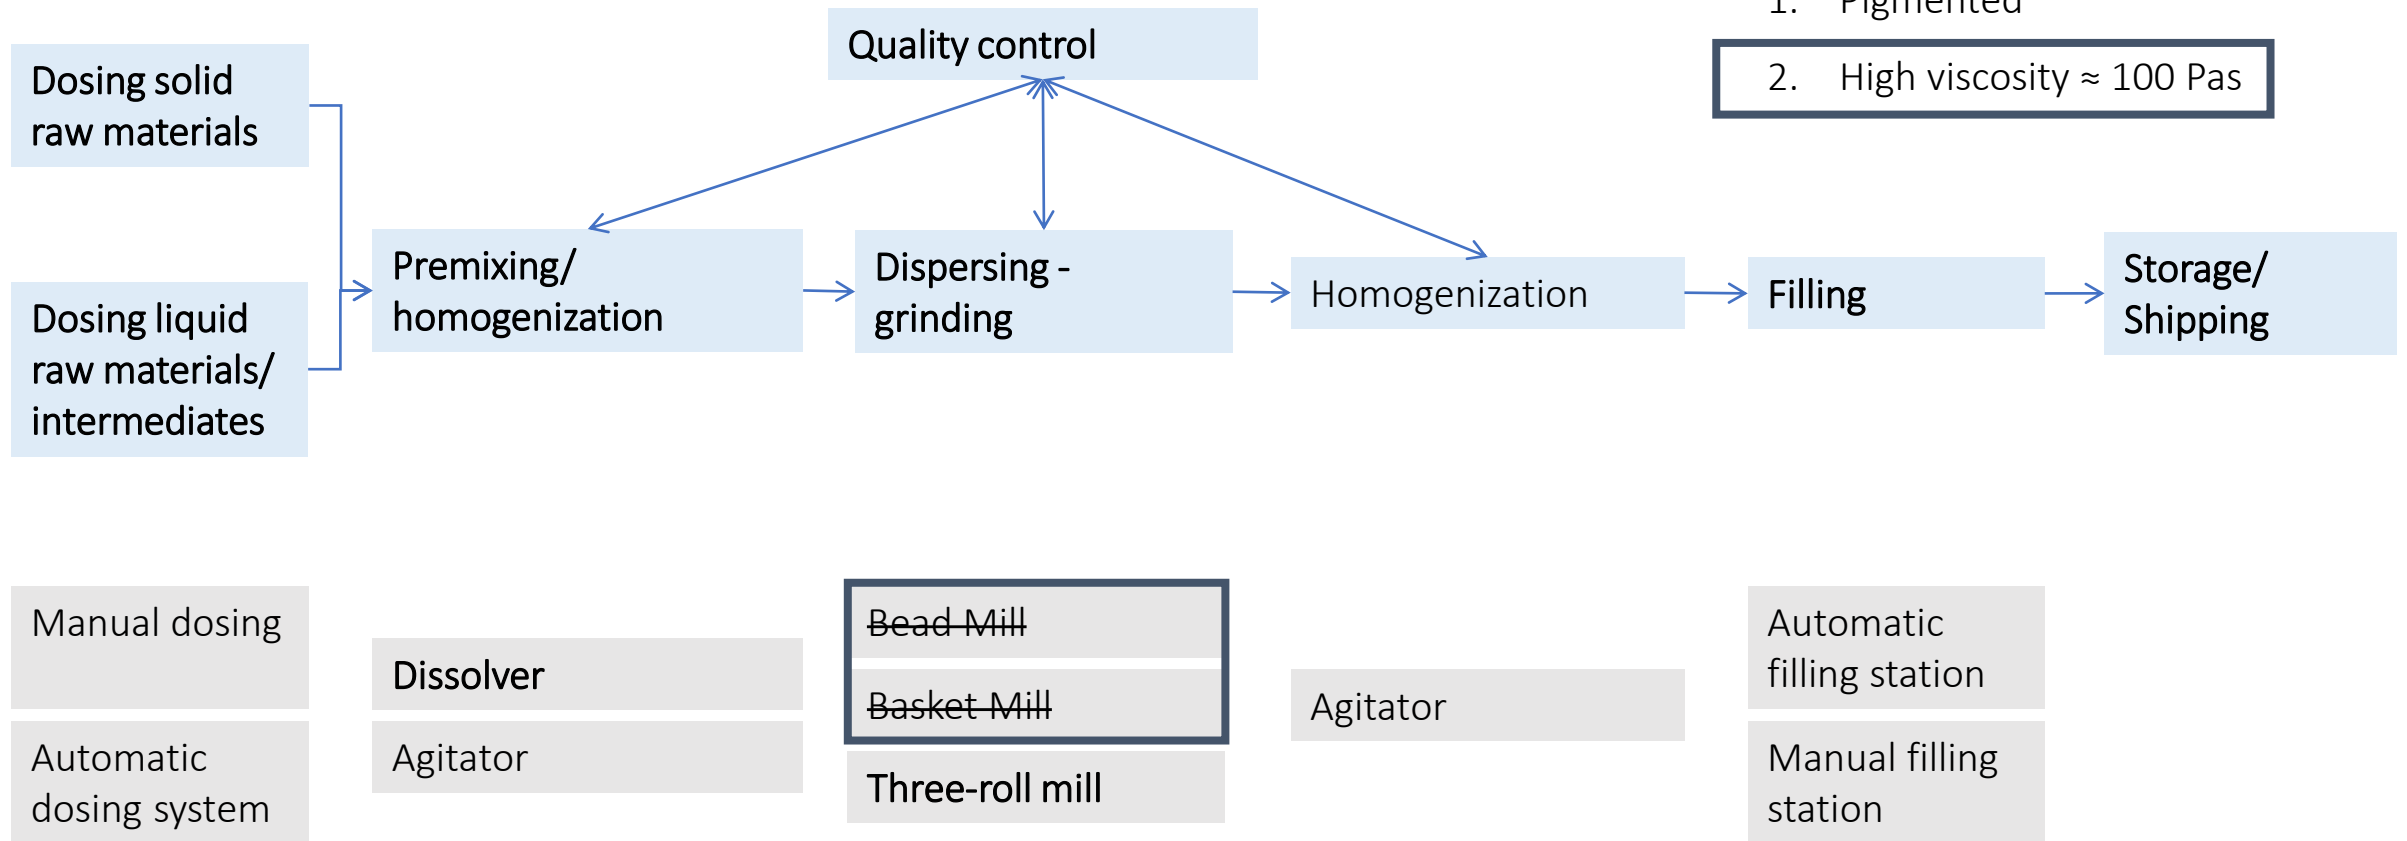 1. Pigmented
2. High viscosity ≈ 100 Pas
Quality control
Dosing solid
raw materials
Dosing liquid
raw materials/
intermediates
Premixing/
homogenization
Dispersing -
grinding
Homogenization
Filling
Storage/
Shipping
Manual dosing
Automatic
dosing system
Dissolver
Agitator
Bead Mill
Basket Mill
Three-roll mill
Agitator
Automatic
filling station
Manual filling
station